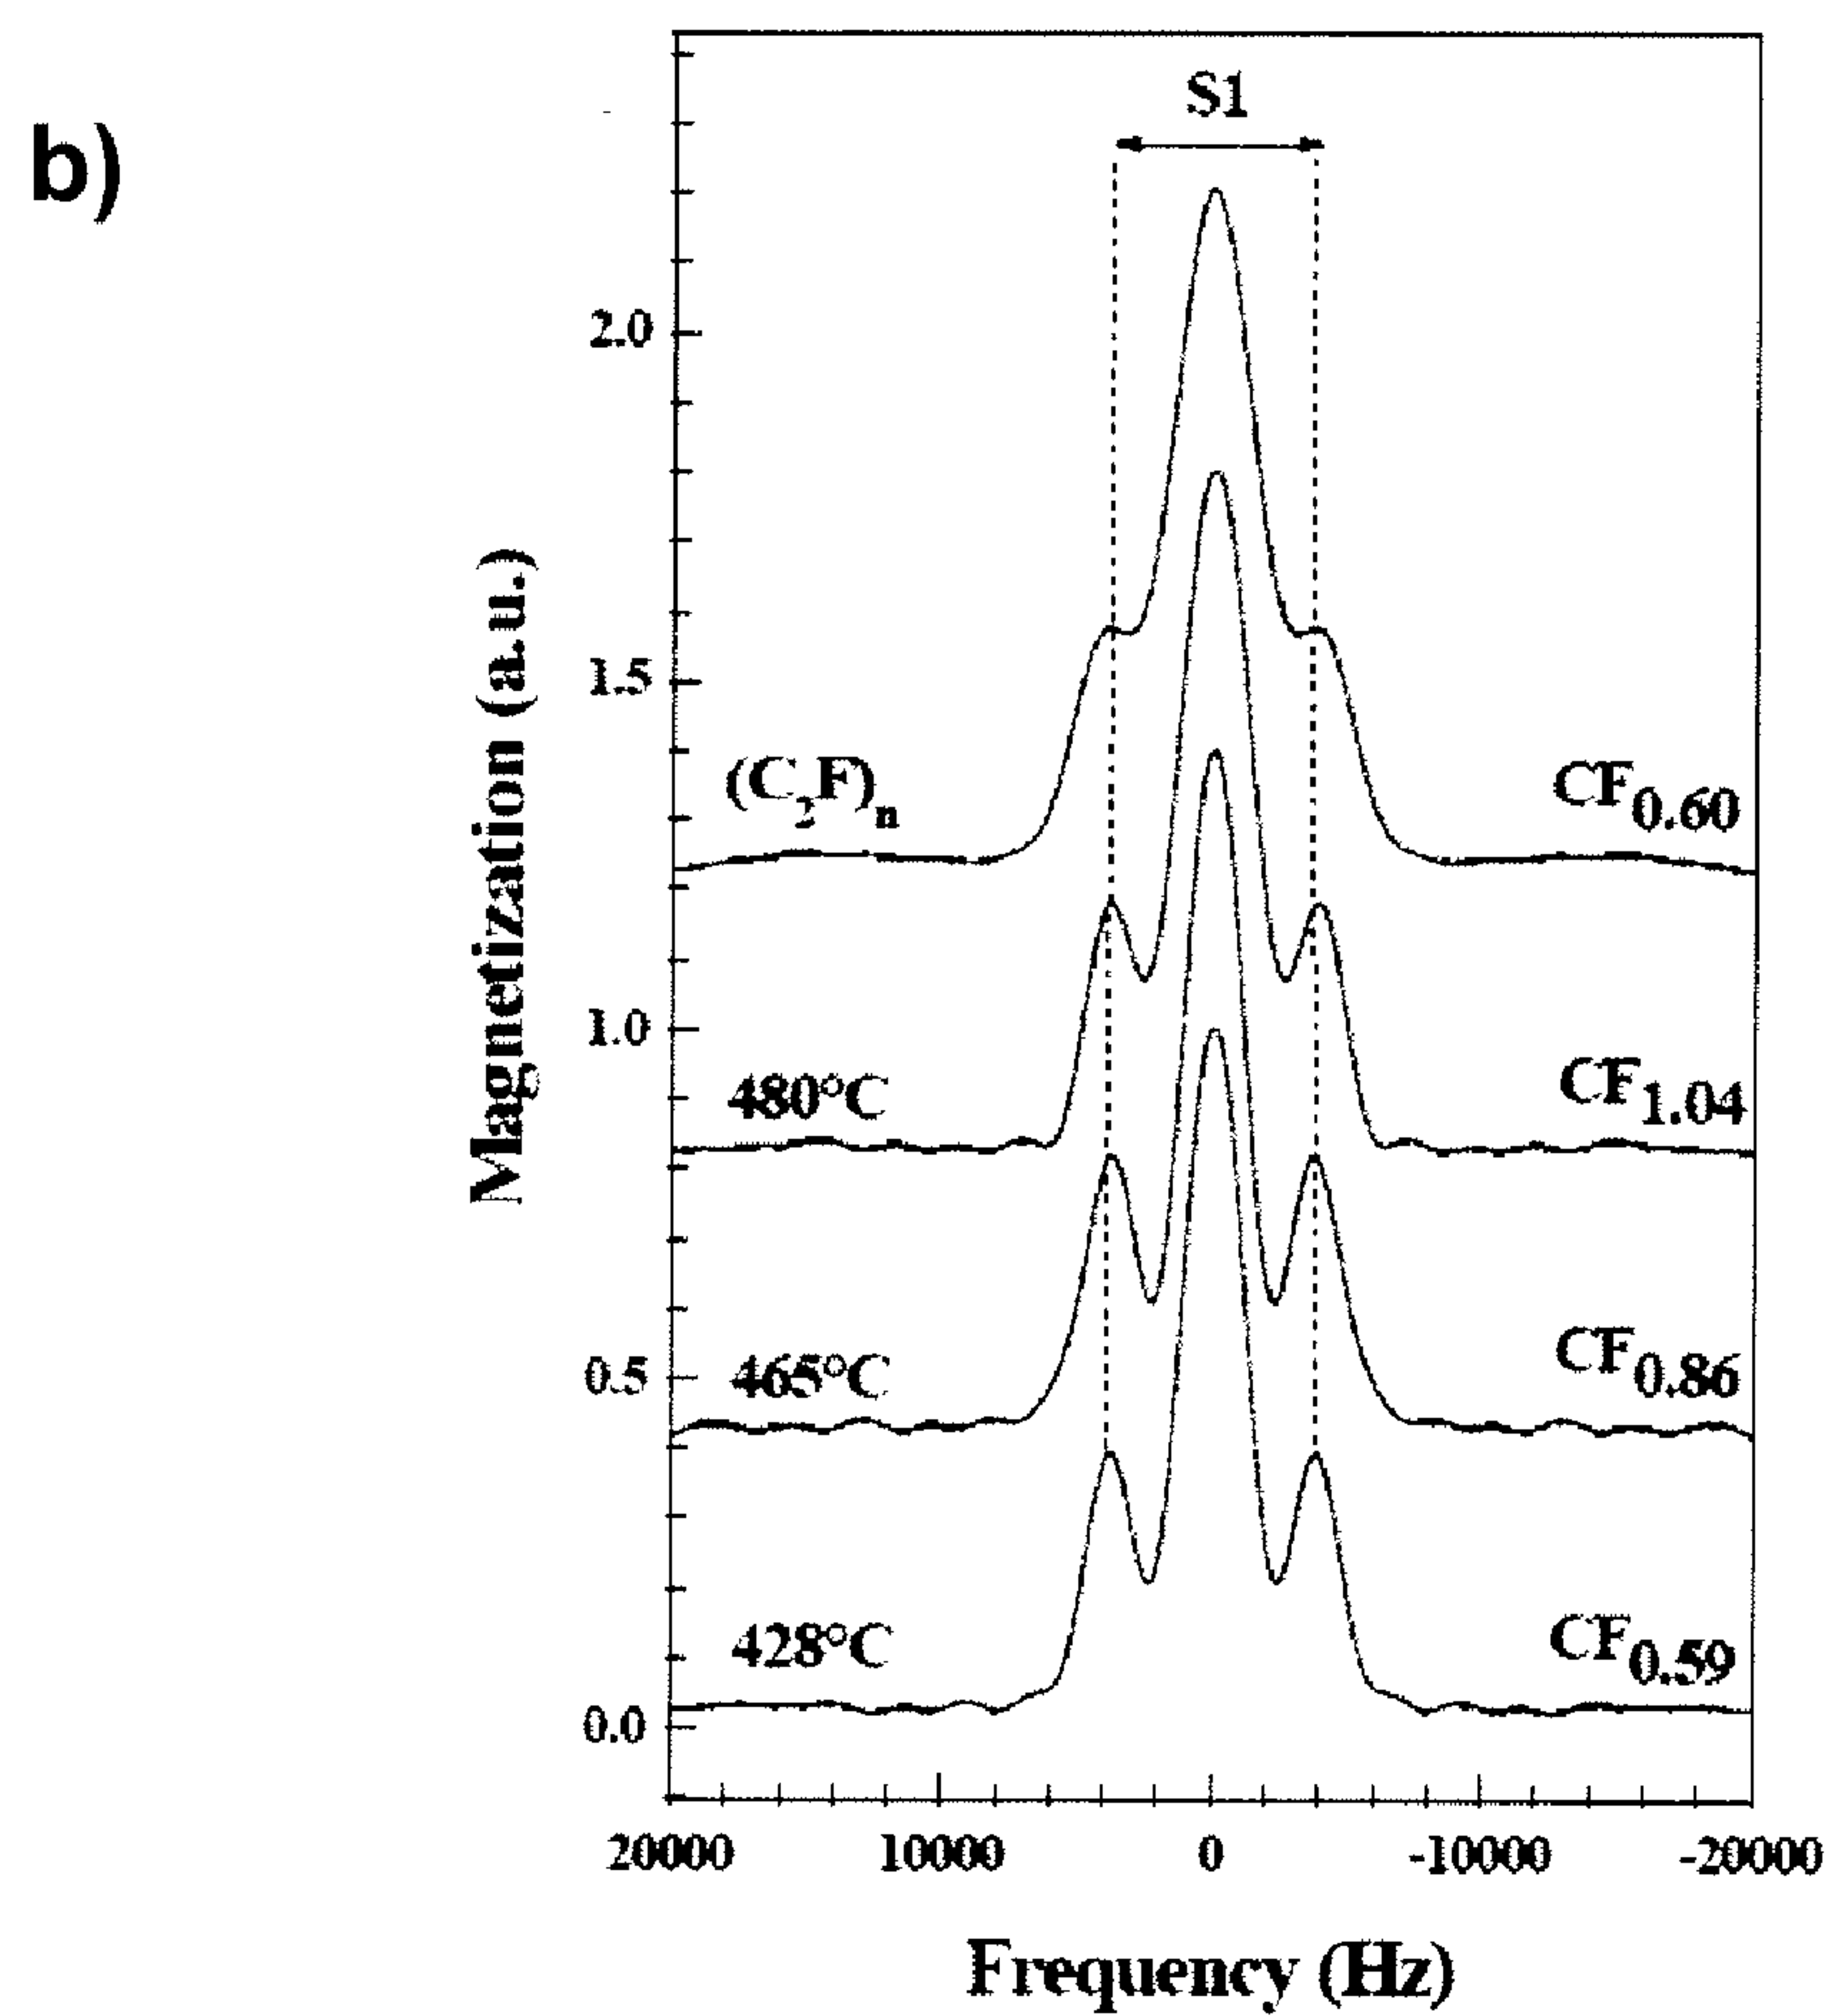 b)
S1
2.0
1.5
1.0
0.5
0.0
Magnetization (a.u.)
(C2F)n
CF0.60
480°C
CF1.04
465°C
CF0.86
428°C
CF0.59
20000 10000 0 -10000 -20000
Frequency (Hz)